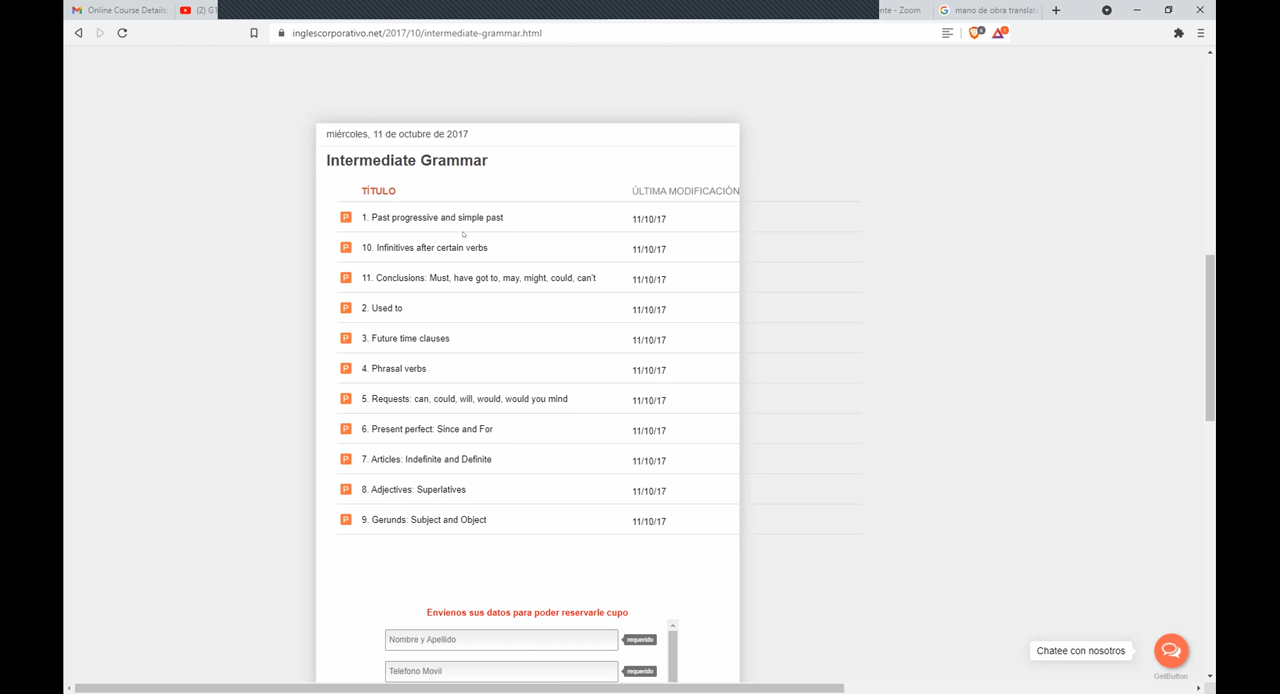 Online Course Details:
(2) G
nte - Zoom
mano de obra translat
inglescorporativo.net/2017/10/intermediate-grammar.html
miércoles, 11 de octubre de 2017
Intermediate Grammar
TÍTULO ÚLTIMA MODIFICACIÓN
P 1. Past progressive and simple past 11/10/17
P 10. Infinitives after certain verbs 11/10/17
P 11. Conclusions: Must, have got to, may, might, could, can't 11/10/17
P 2. Used to 11/10/17
P 3. Future time clauses 11/10/17
P 4. Phrasal verbs 11/10/17
P 5. Requests: can, could, will, would, would you mind 11/10/17
P 6. Present perfect: Since and For 11/10/17
P 7. Articles: Indefinite and Definite 11/10/17
P 8. Adjectives: Superlatives 11/10/17
P 9. Gerunds: Subject and Object 11/10/17
Envíenos sus datos para poder reservarle cupo
Nombre y Apellido requerido
Telefono Movil requerido
Chatee con nosotros
GetButton